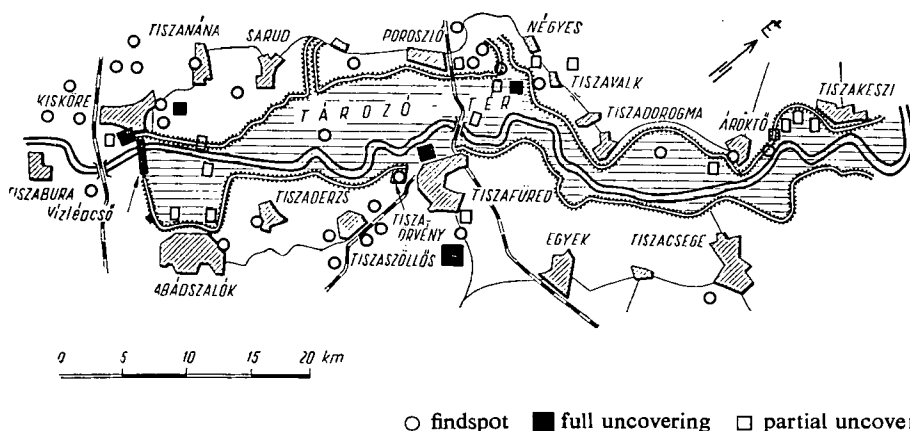 TISZANÁNA
SARUD
POROSZLÓ
NÉGYES
É
TISZAVALK
TISZAKESZI
KISKÖRE
TÁROZÓ-TÉR
TISZADOROGMA
ÁROKTŐ
TISZABURA
Vízlépcső
TISZADERZS
TISZAÖRVÉNY
TISZAFÜRED
TISZASZÖLLŐS
EGYEK
TISZACSEGE
ABÁDSZALÓK
0 5 10 15 20 km
findspot full uncovering partial uncover